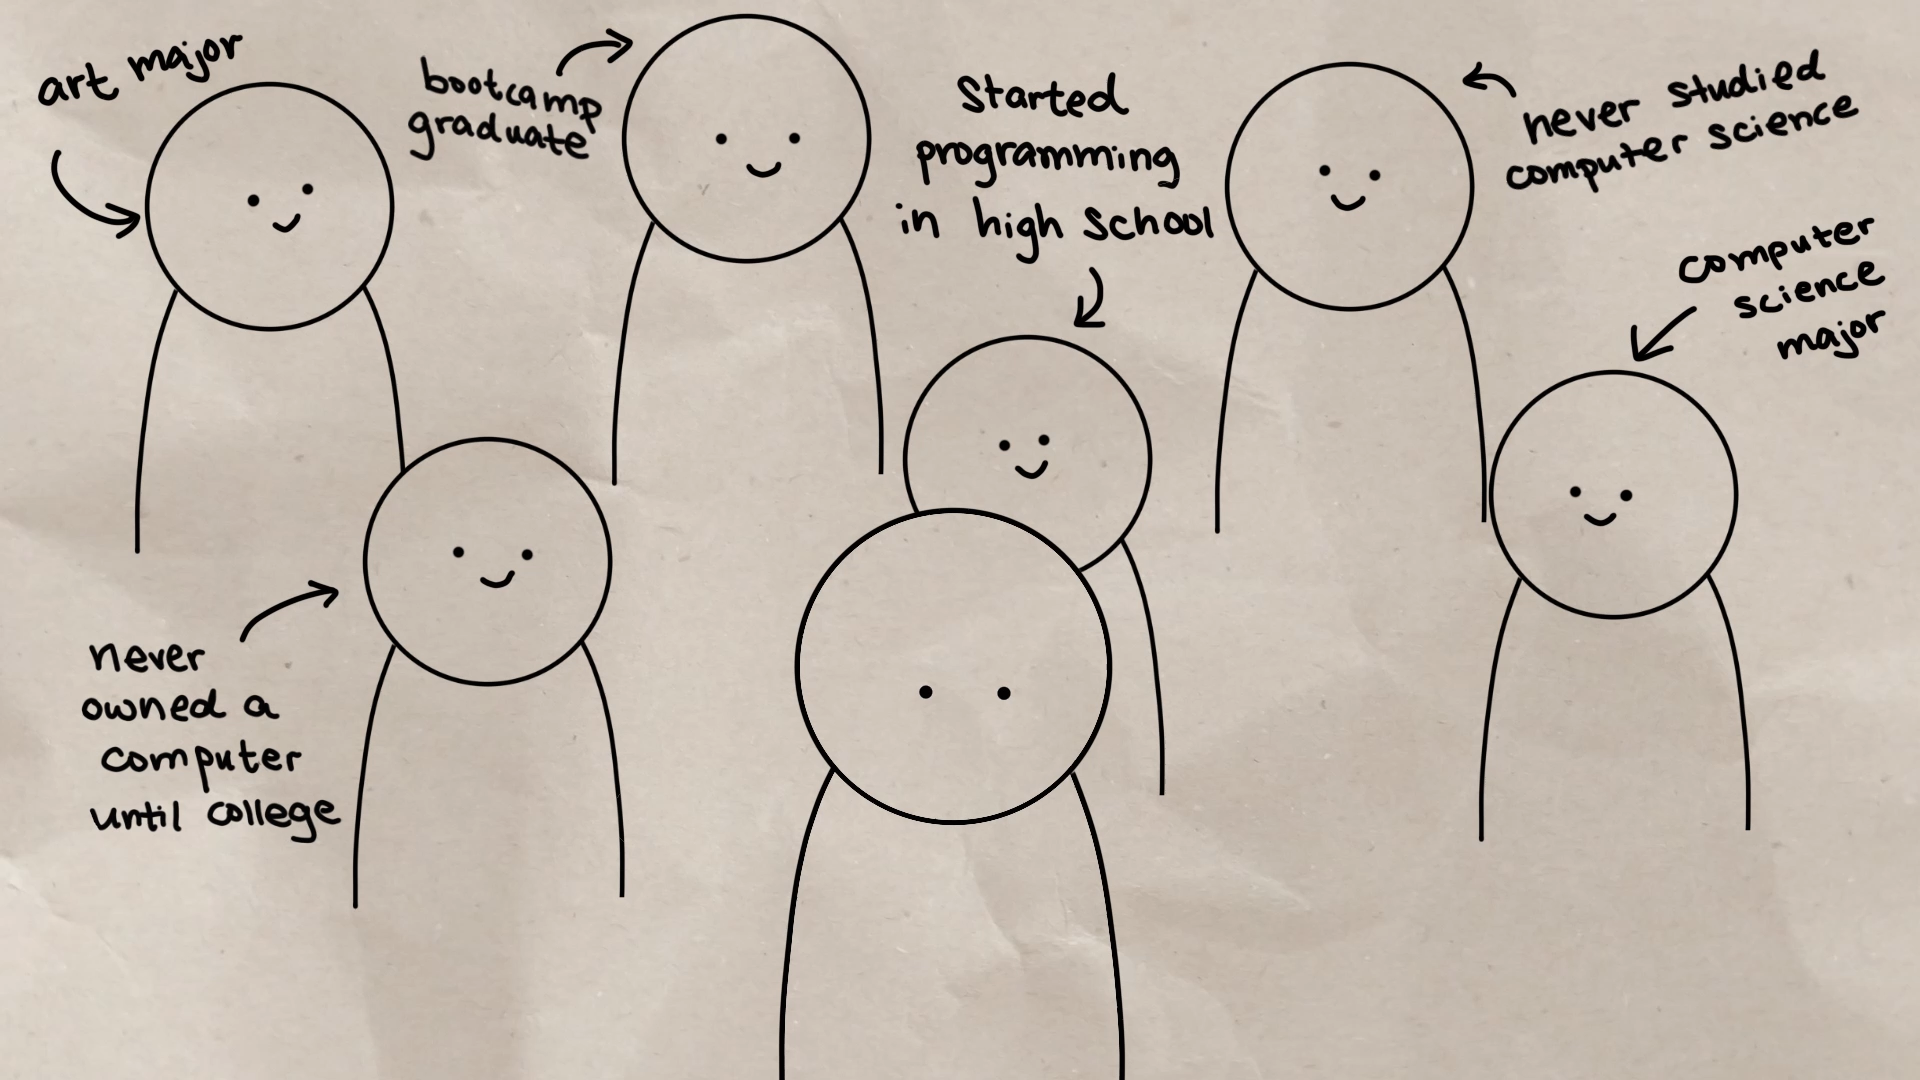 art major
bootcamp
graduate
Started
programming
in high school
never studied
computer science
computer
science
major
never
owned a
computer
until college